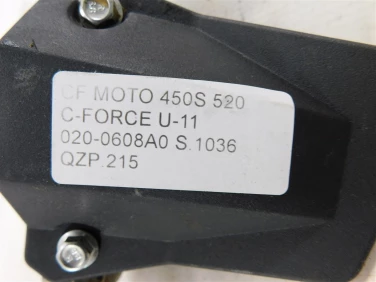 CF MOTO 450S 520
C-FORCE U-11
020-0608A0 S.1036
QZP.215